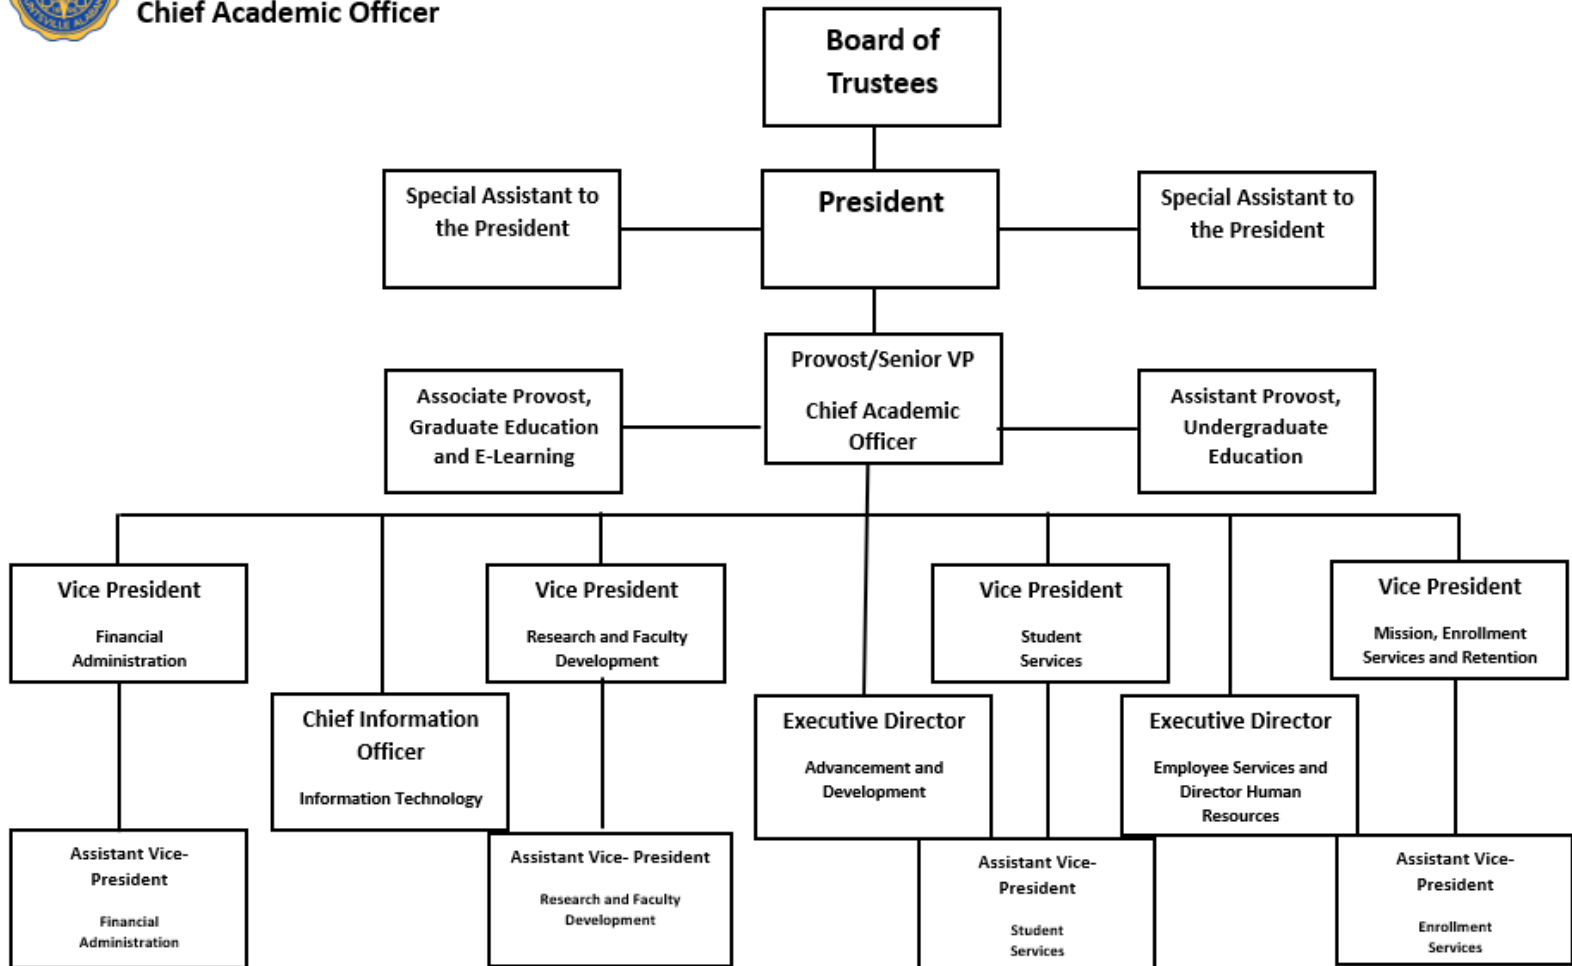 HUNTSVILLE ALABAMA
Chief Academic Officer
Board of
Trustees
Special Assistant to
the President
President
Special Assistant to
the President
Associate Provost,
Graduate Education
and E-Learning
Provost/Senior VP
Chief Academic
Officer
Assistant Provost,
Undergraduate
Education
Vice President
Financial
Administration
Vice President
Research and Faculty
Development
Vice President
Student
Services
Vice President
Mission, Enrollment
Services and Retention
Chief Information
Officer
Information Technology
Executive Director
Advancement and
Development
Executive Director
Employee Services and
Director Human
Resources
Assistant Vice-
President
Financial
Administration
Assistant Vice- President
Research and Faculty
Development
Assistant Vice-
President
Student
Services
Assistant Vice-
President
Enrollment
Services